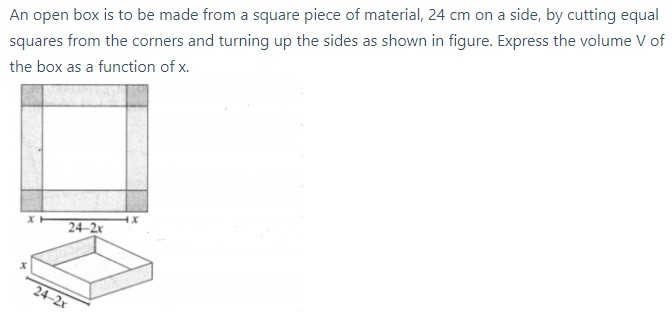 An open box is to be made from a square piece of material, 24 cm on a side, by cutting equal
squares from the corners and turning up the sides as shown in figure. Express the volume V of
the box as a function of x.
x 24-2x x
x
24-2x